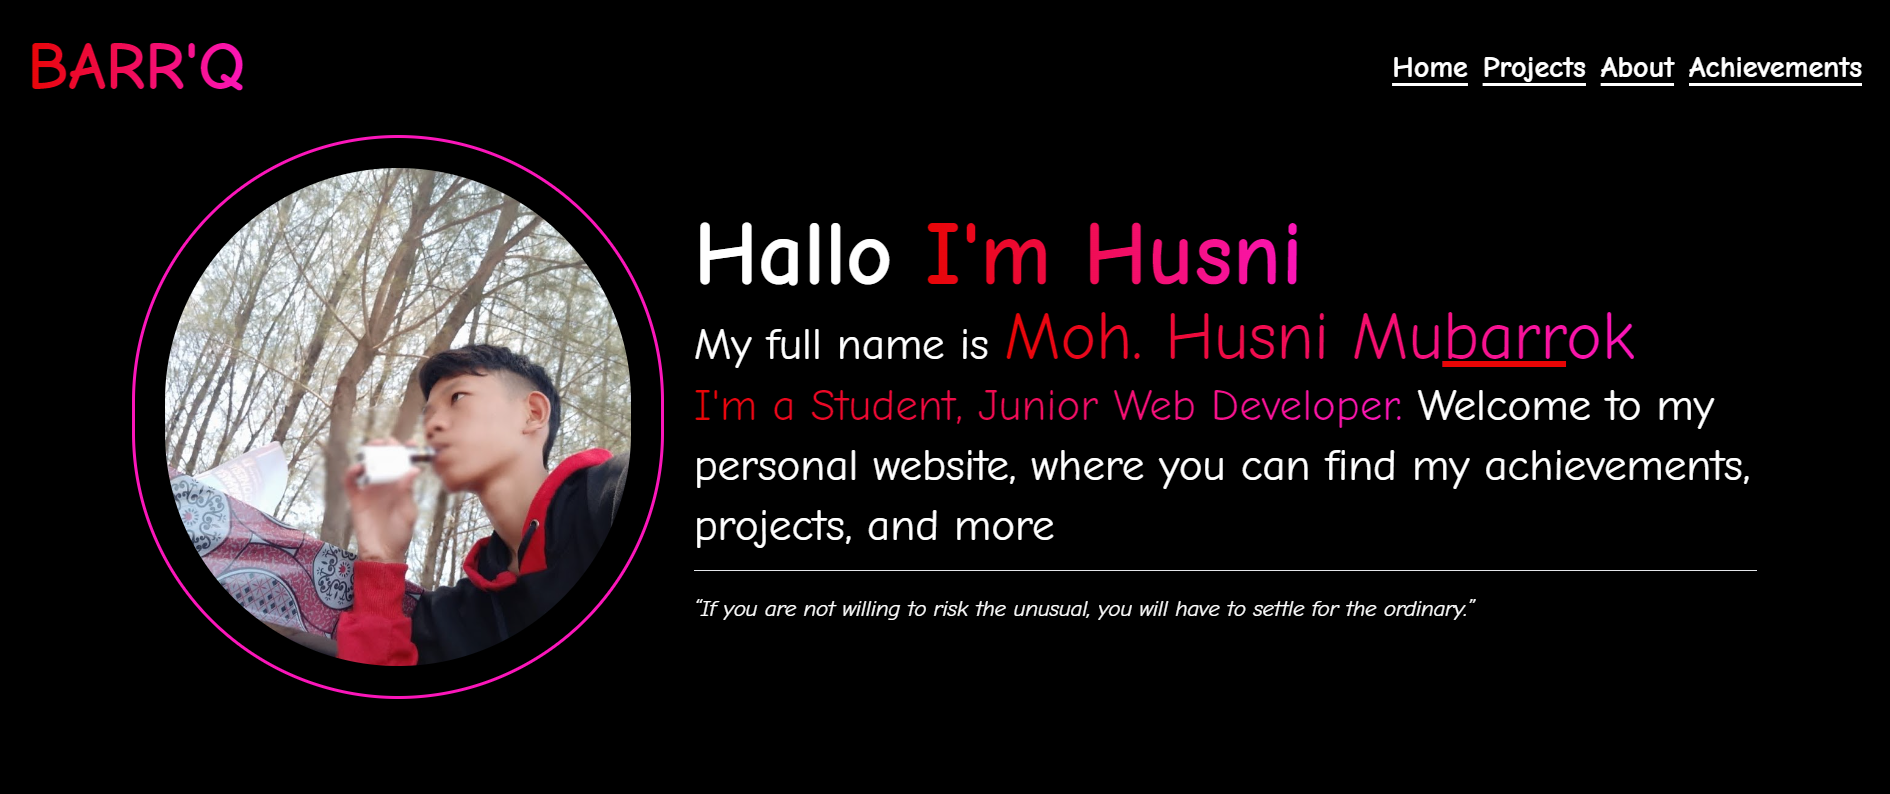 BARR'Q
Home Projects About Achievements
Hallo I'm Husni
My full name is Moh. Husni Mubarrok
I'm a Student, Junior Web Developer. Welcome to my
personal website, where you can find my achievements,
projects, and more
“If you are not willing to risk the unusual, you will have to settle for the ordinary.”